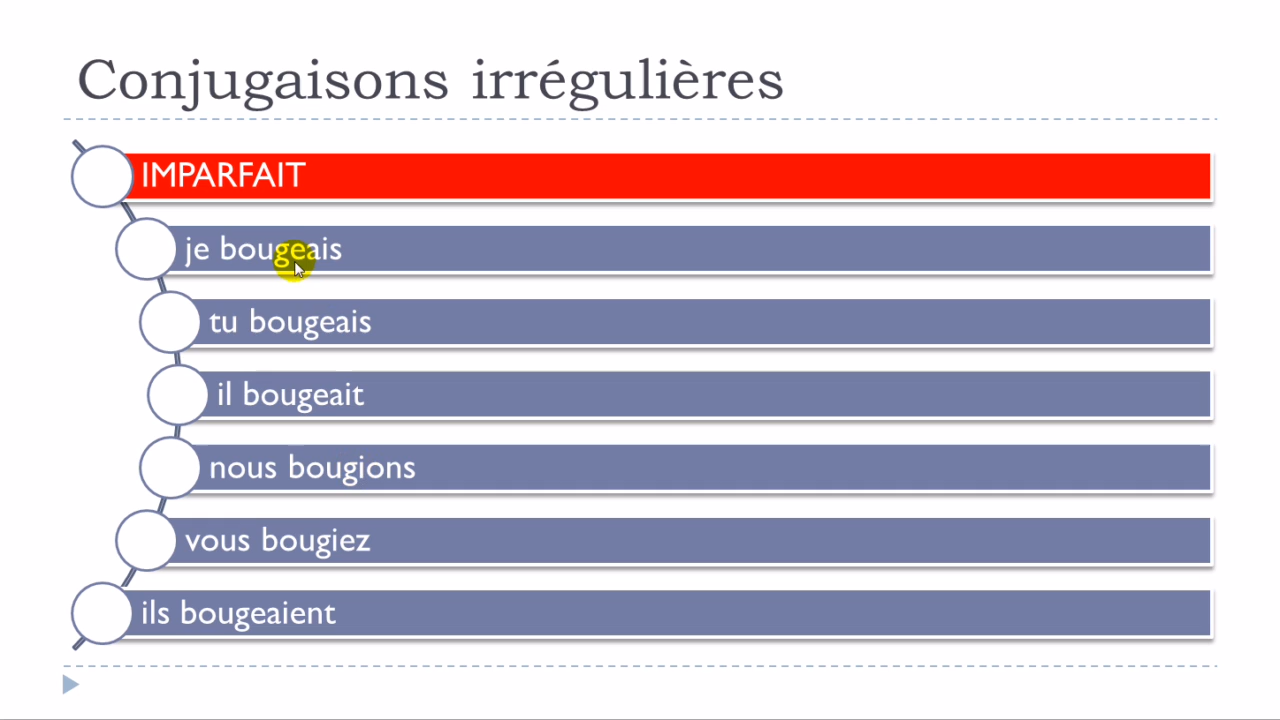 Conjugaisons irrégulières
IMPARFAIT
je bougeais
tu bougeais
il bougeait
nous bougions
vous bougiez
ils bougeaient